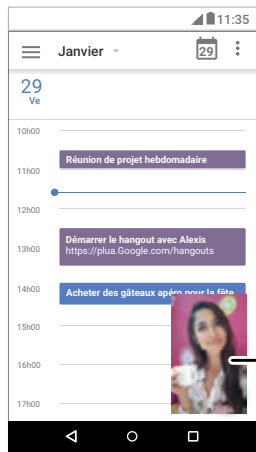 11:35
Janvier
29
29
Ve
10h00
Réunion de projet hebdomadaire
11h00
12h00
Démarrer le hangout avec Alexis
13h00
https://plua.Google.com/hangouts
14h00
Acheter des gâteaux apéro pour la fête
15h00
16h00
17h00